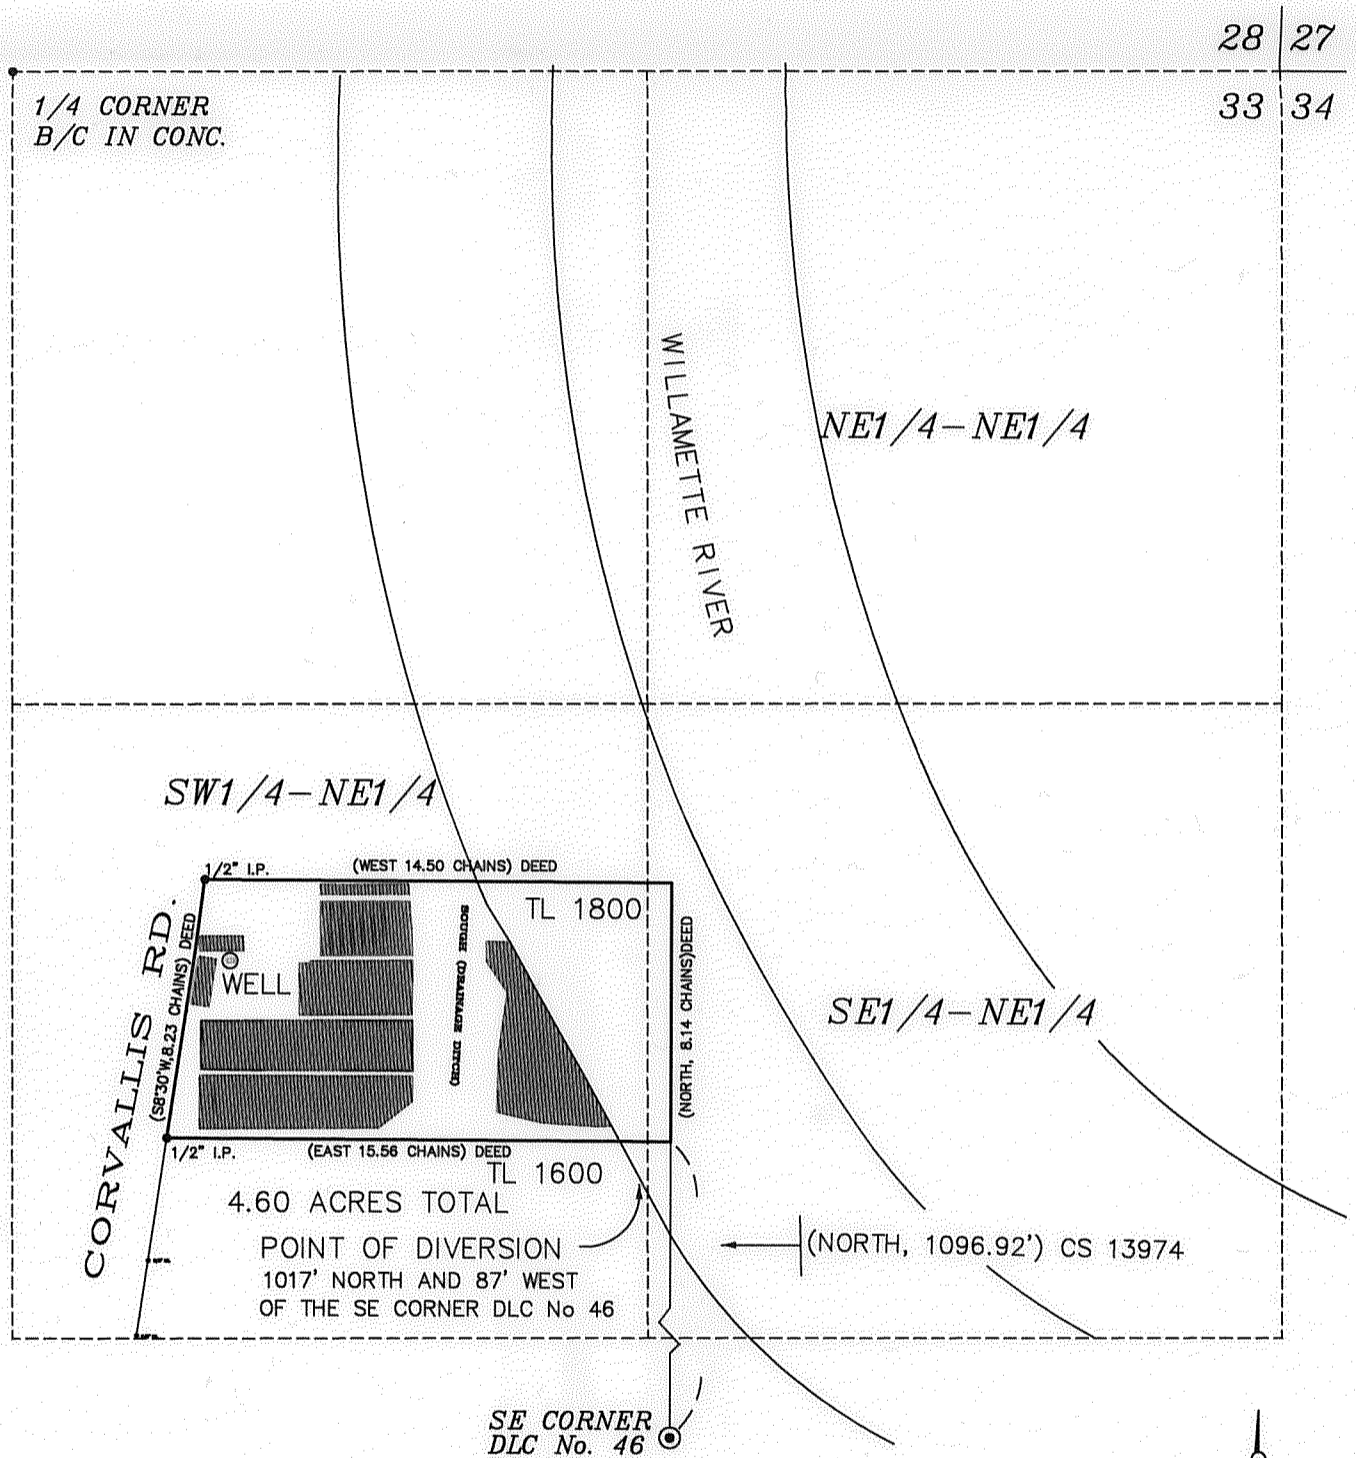 28 27
33 34
1/4 CORNER
B/C IN CONC.
WILLAMETTE RIVER
NE1/4-NE1/4
SW1/4-NE1/4
1/2" I.P.
(WEST 14.50 CHAINS) DEED
TL 1800
CORVALLIS RD.
(S8°30'W,8.23 CHAINS) DEED
WELL
SOUGH (DRAINAGE DITCH)
(NORTH, 8.14 CHAINS)DEED
SE1/4-NE1/4
1/2" I.P.
(EAST 15.56 CHAINS) DEED
TL 1600
4.60 ACRES TOTAL
POINT OF DIVERSION
1017' NORTH AND 87' WEST
OF THE SE CORNER DLC No 46
(NORTH, 1096.92') CS 13974
SE CORNER
DLC No. 46